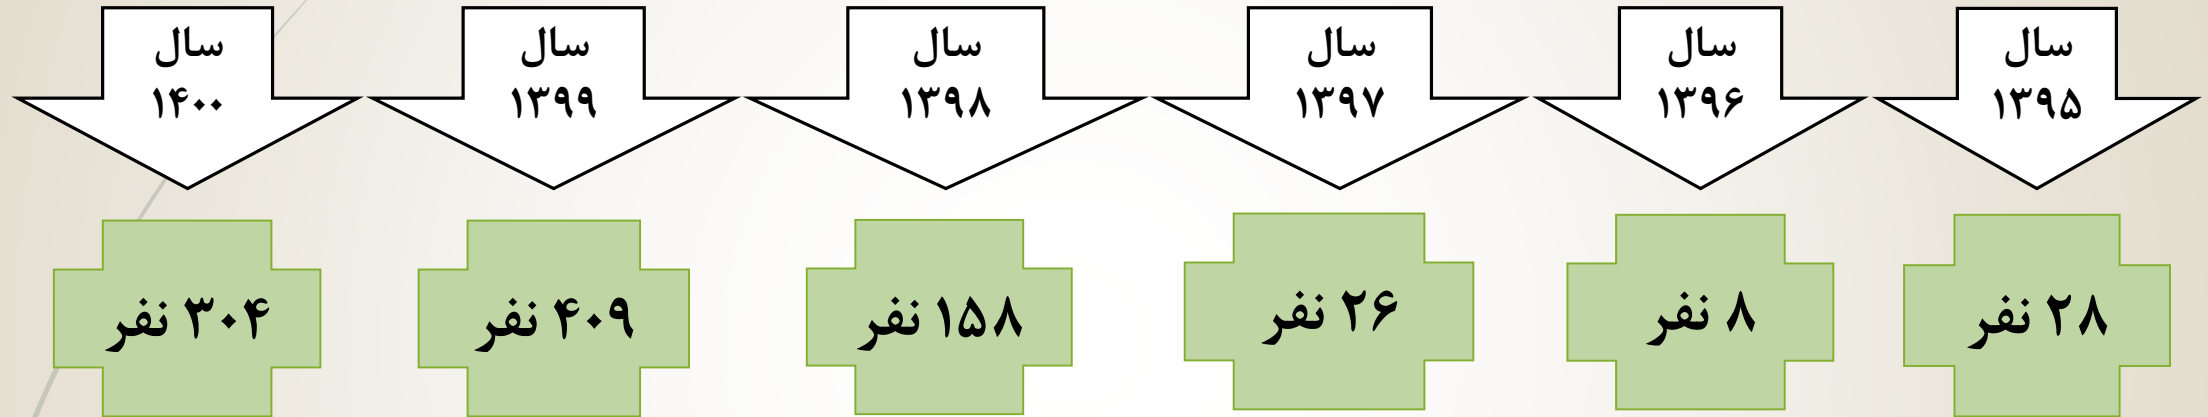 سال
۱۳۹۵
سال
۱۳۹۶
سال
۱۳۹۷
سال
۱۳۹۸
سال
۱۳۹۹
سال
۱۴۰۰
۲۸ نفر
۸ نفر
۲۶ نفر
۱۵۸ نفر
۴۰۹ نفر
۳۰۴ نفر